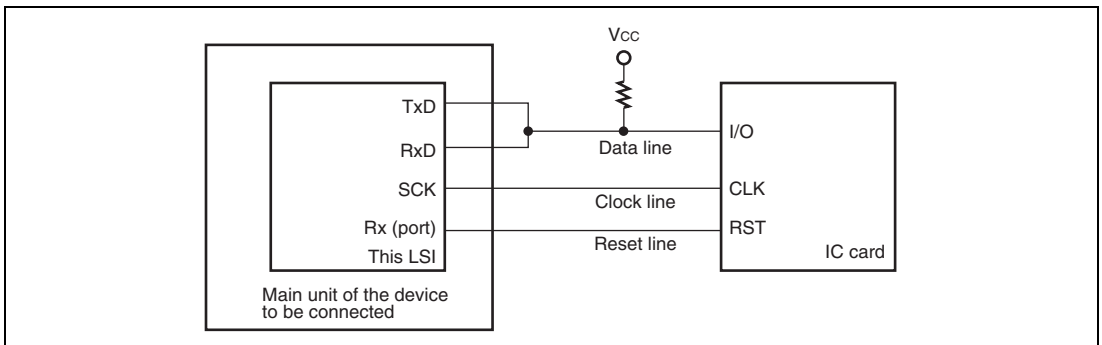 Vcc
TxD
RxD
SCK
Rx (port)
This LSI
Main unit of the device
to be connected
Data line
Clock line
Reset line
I/O
CLK
RST
IC card